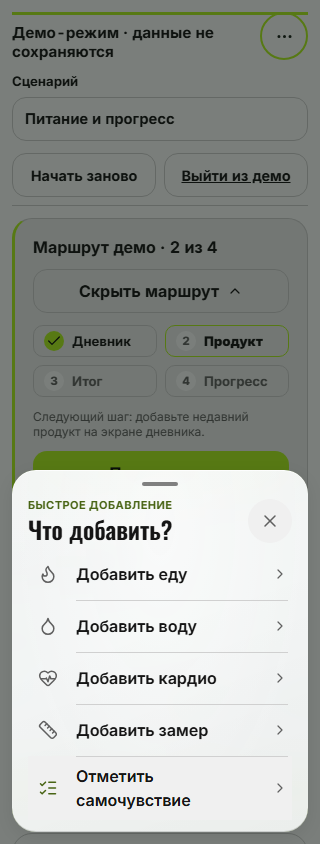 Демо-режим · данные не
сохраняются
Сценарий
Питание и прогресс
Начать заново
Выйти из демо
Маршрут демо · 2 из 4
Скрыть маршрут
Дневник
2 Продукт
3 Итог
4 Прогресс
Следующий шаг: добавьте недавний
продукт на экране дневника.
БЫСТРОЕ ДОБАВЛЕНИЕ
Что добавить?
Добавить еду
Добавить воду
Добавить кардио
Добавить замер
Отметить
самочувствие